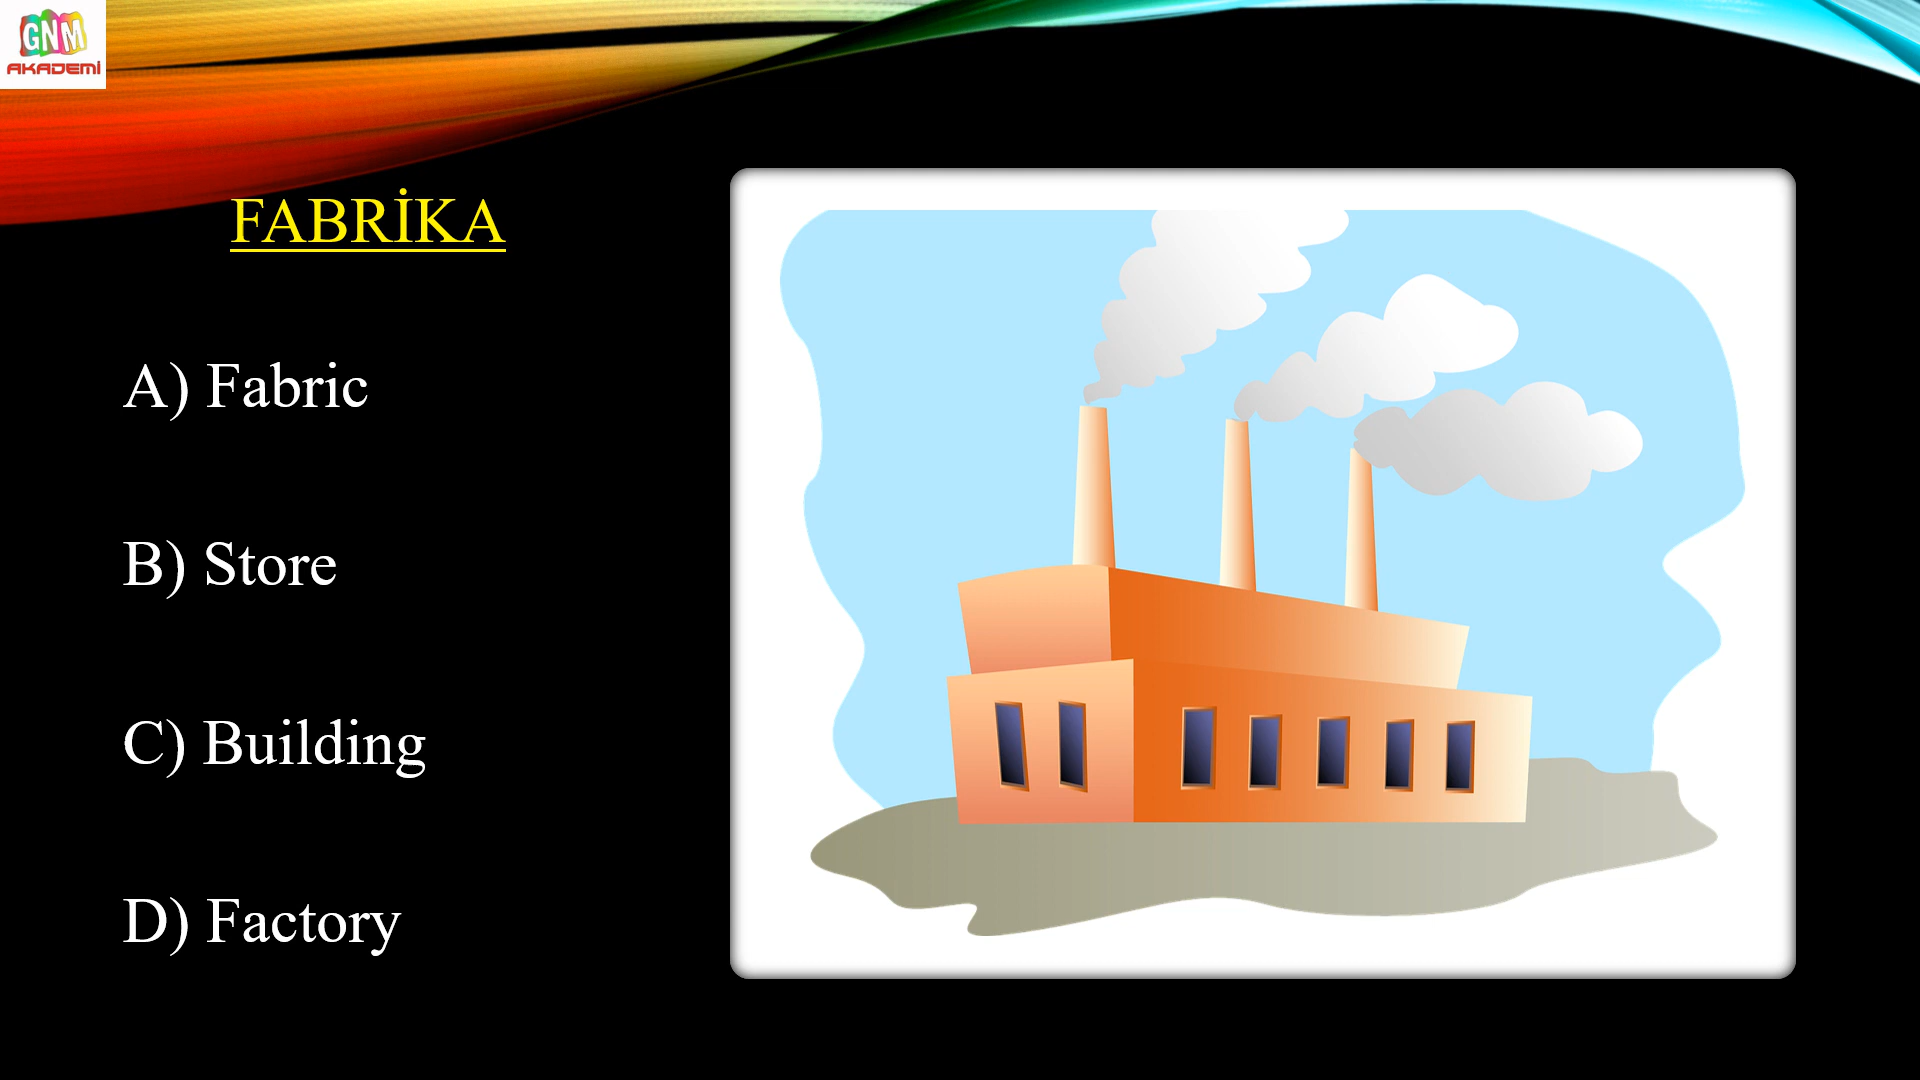 GNM
AKADEMİ
FABRİKA
A) Fabric
B) Store
C) Building
D) Factory